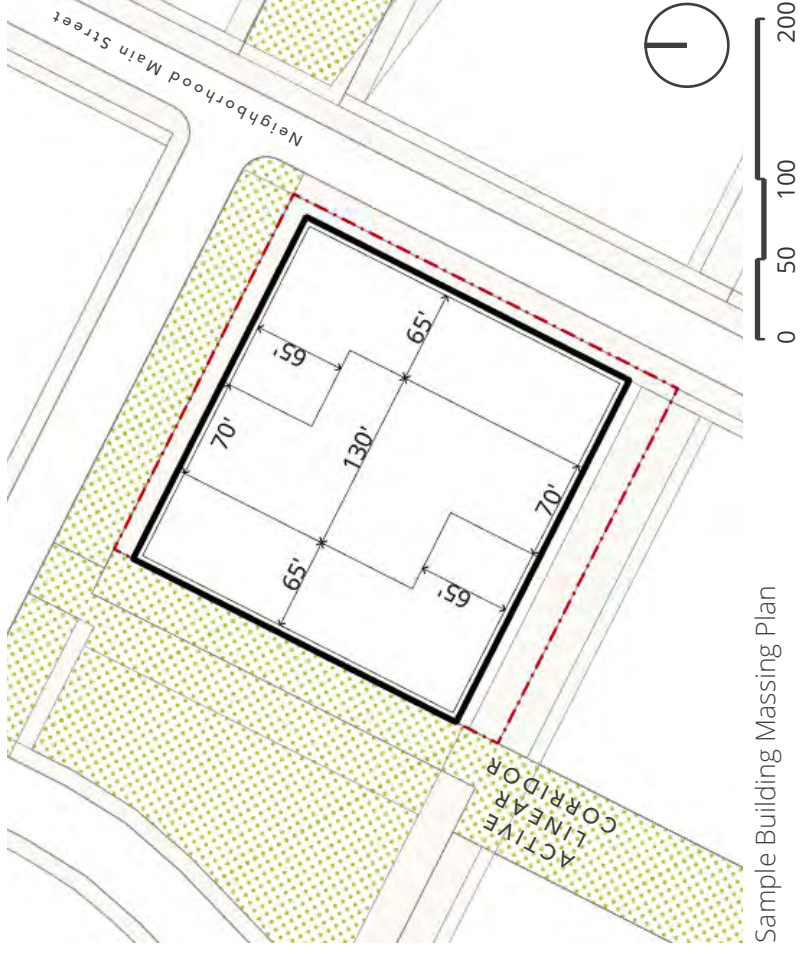 Neighborhood Main Street
65'
65'
70'
130'
65'
70'
65'
ACTIVE
LINEAR
CORRIDOR
Sample Building Massing Plan
0 50 100 200